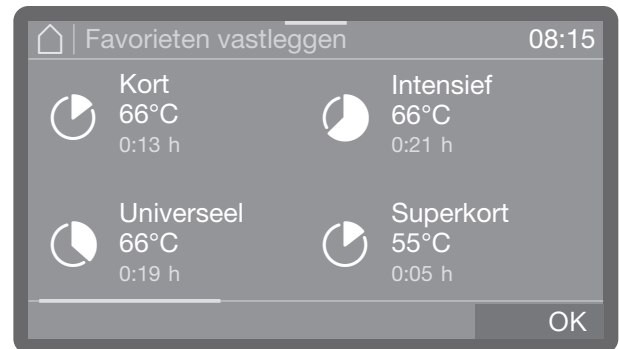 Favorieten vastleggen 08:15
Kort
66°C
0:13 h
Intensief
66°C
0:21 h
Universeel
66°C
0:19 h
Superkort
55°C
0:05 h
OK